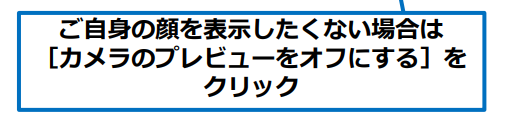 ご自身の顔を表示したくない場合は
［カメラのプレビューをオフにする］を
クリック